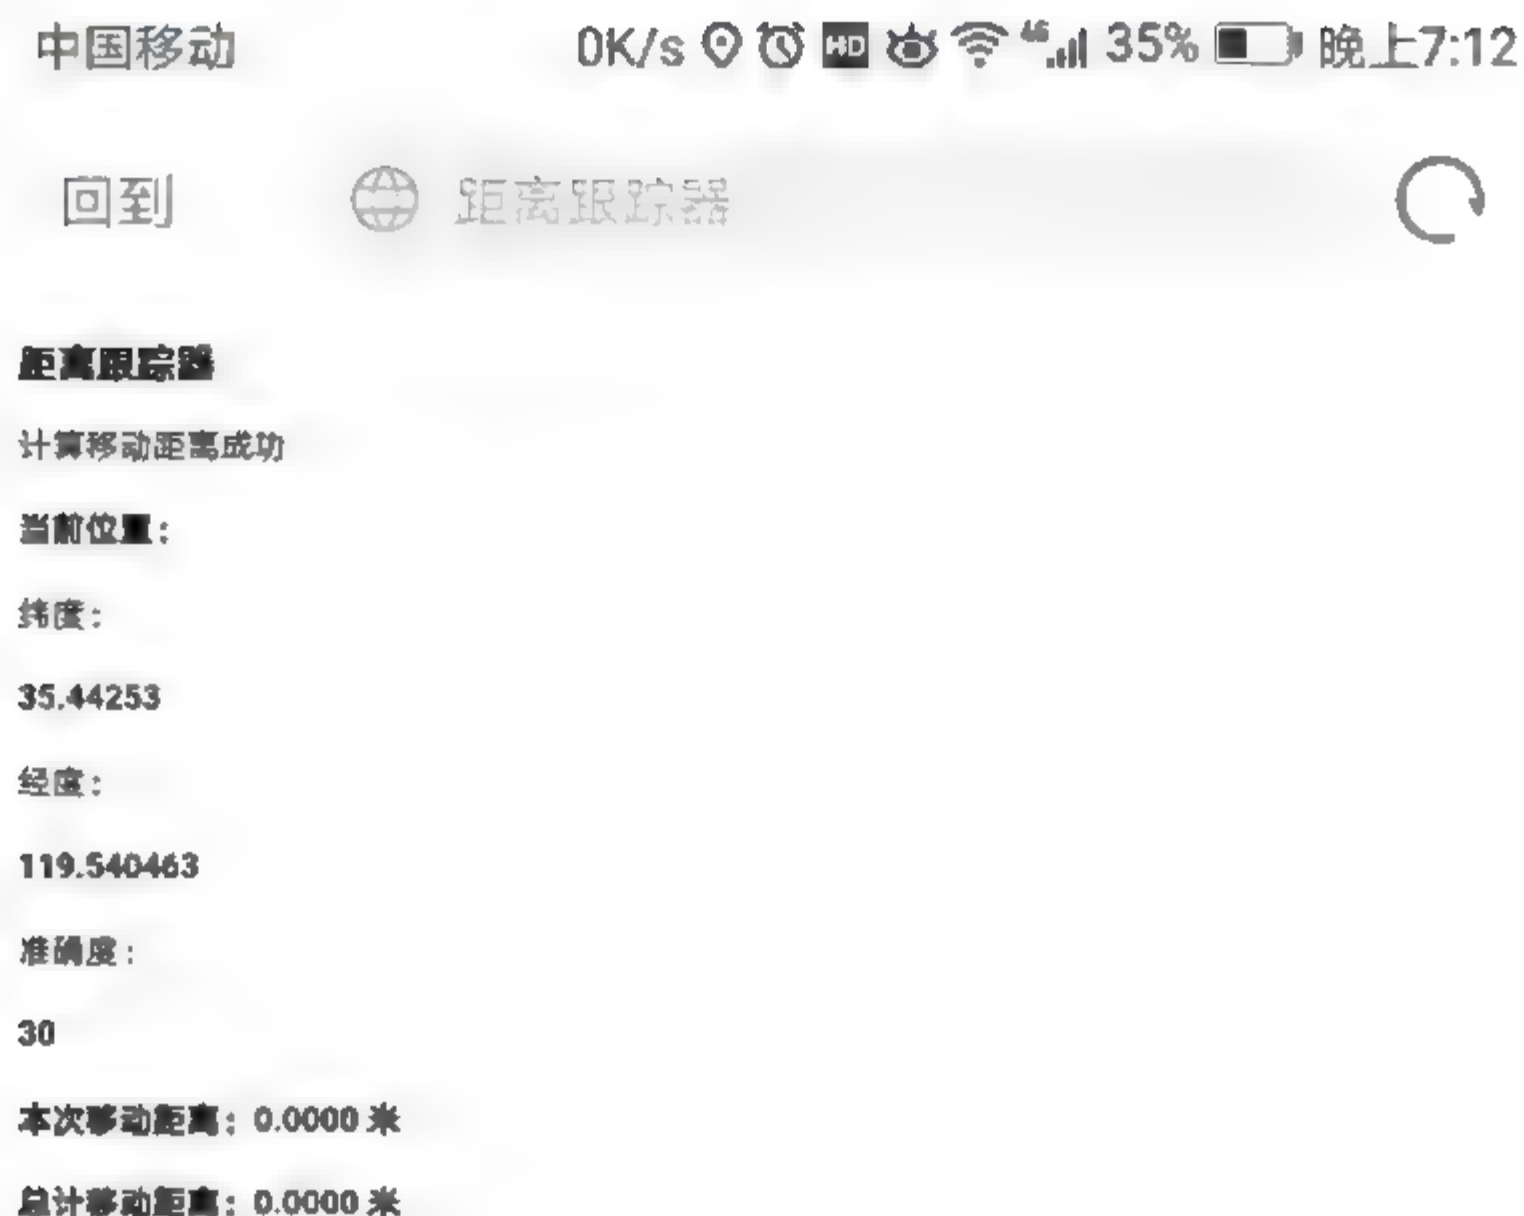 中国移动 0K/s HD 4G 35% 晚上7:12
回到 距离跟踪器
距离跟踪器
计算移动距离成功
当前位置：
纬度：
35.44253
经度：
119.540463
准确度：
30
本次移动距离：0.0000 米
总计移动距离：0.0000 米